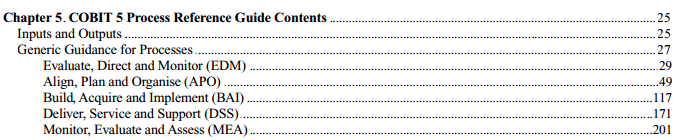 Chapter 5. COBIT 5 Process Reference Guide Contents ........ 25
Inputs and Outputs ........ 25
Generic Guidance for Processes ........ 27
Evaluate, Direct and Monitor (EDM) ........ 29
Align, Plan and Organise (APO) ........ 49
Build, Acquire and Implement (BAI) ........ 117
Deliver, Service and Support (DSS) ........ 171
Monitor, Evaluate and Assess (MEA) ........ 201